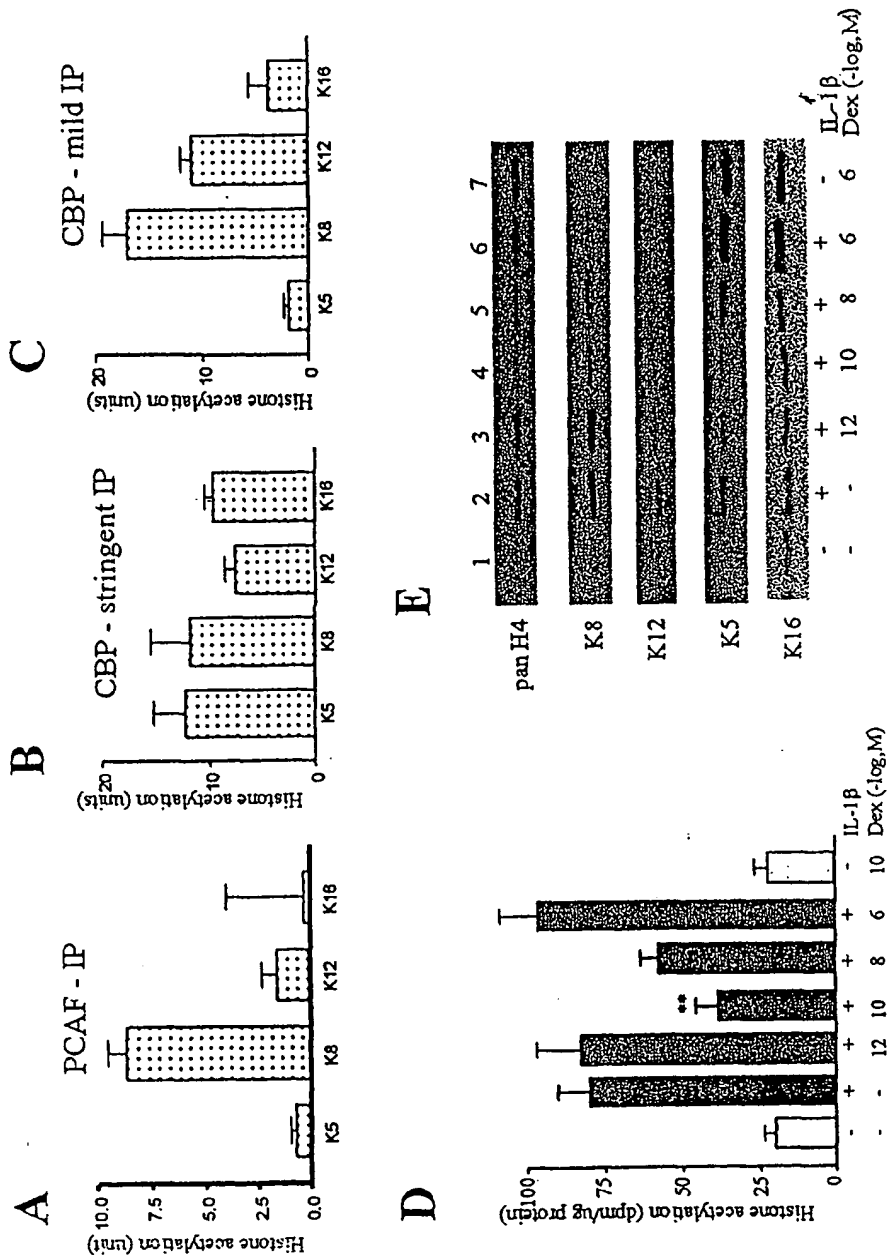 A
PCAF - IP
Histone acetylation (unit)
10.0
7.5
5.0
2.5
0.0
K5
K8
K12
K16
B
CBP - stringent IP
Histone acetylation (units)
20
10
0
K5
K8
K12
K16
C
CBP - mild IP
Histone acetylation (units)
20
10
0
K5
K8
K12
K16
D
Histone acetylation (dpm/ug protein)
100
75
50
25
0
**
- + + + + + - IL-1β
- - 12 10 8 6 10 Dex (-log,M)
E
1 2 3 4 5 6 7
pan H4
K8
K12
K5
K16
- + + + + + - IL-1β
- - 12 10 8 6 6 Dex (-log,M)